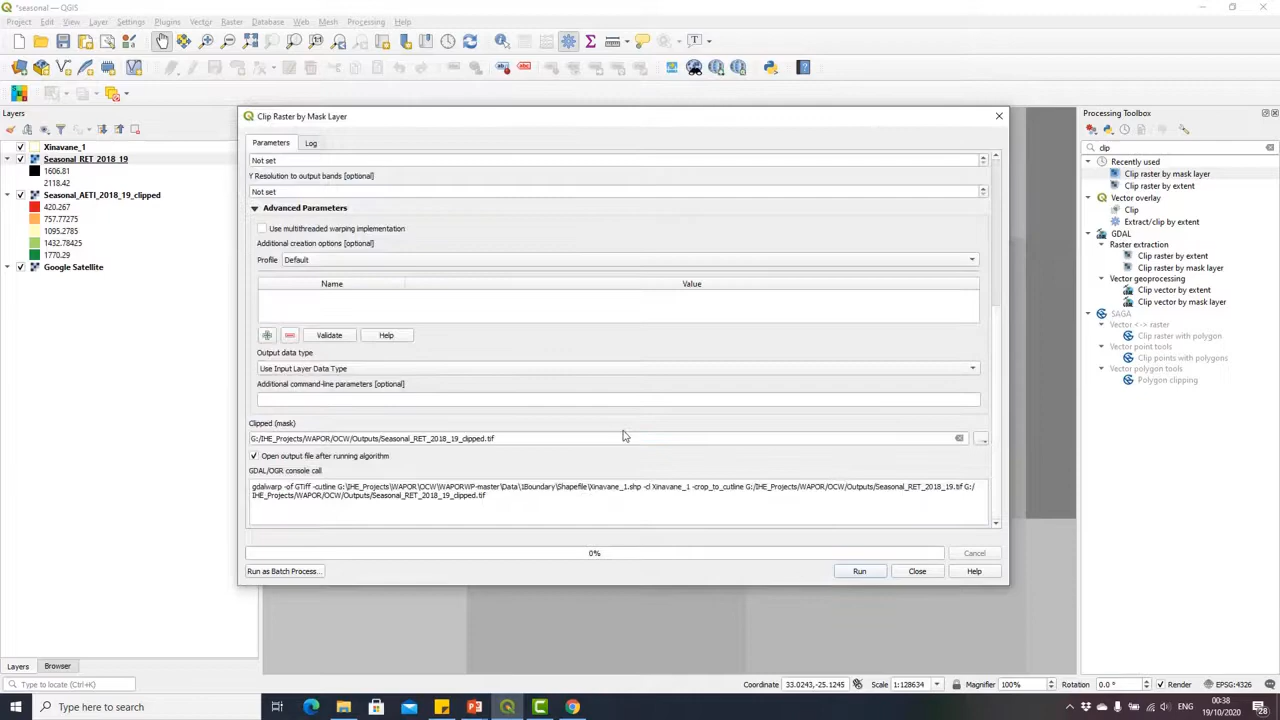 *seasonal — QGIS
Project Edit View Layer Settings Plugins Vector Raster Database Web Mesh Processing Help
Layers
Xinavane_1
Seasonal_RET_2018_19
1606.81
2118.42
Seasonal_AETI_2018_19_clipped
420.267
757.77275
1095.2785
1432.78425
1770.29
Google Satellite
Clip Raster by Mask Layer
Parameters Log
Not set
Y Resolution to output bands [optional]
Not set
Advanced Parameters
Use multithreaded warping implementation
Additional creation options [optional]
Profile Default
Name Value
Validate Help
Output data type
Use Input Layer Data Type
Additional command-line parameters [optional]
Clipped (mask)
G:/IHE_Projects/WAPOR/OCW/Outputs/Seasonal_RET_2018_19_clipped.tif
...
Open output file after running algorithm
GDAL/OGR console call
gdalwarp -of GTiff -cutline G:\IHE_Projects\WAPOR\OCW\WAPORWP-master\Data\1Boundary\Shapefile\Xinavane_1.shp -cl Xinavane_1 -crop_to_cutline G:/IHE_Projects/WAPOR/OCW/Outputs/Seasonal_RET_2018_19.tif G:/
IHE_Projects/WAPOR/OCW/Outputs/Seasonal_RET_2018_19_clipped.tif
0%
Cancel
Run as Batch Process...
Run Close Help
Processing Toolbox
clip
Recently used
Clip raster by mask layer
Clip raster by extent
Vector overlay
Clip
Extract/clip by extent
GDAL
Raster extraction
Clip raster by extent
Clip raster by mask layer
Vector geoprocessing
Clip vector by extent
Clip vector by mask layer
SAGA
Vector <-> raster
Clip raster with polygon
Vector point tools
Clip points with polygons
Vector polygon tools
Polygon clipping
Layers Browser
Type to locate (Ctrl+K)
Coordinate 33.0243,-25.1245 Scale 1:128634 Magnifier 100% Rotation 0.0 ° Render EPSG:4326
Type here to search
ENG
00:38
19/10/2020
28